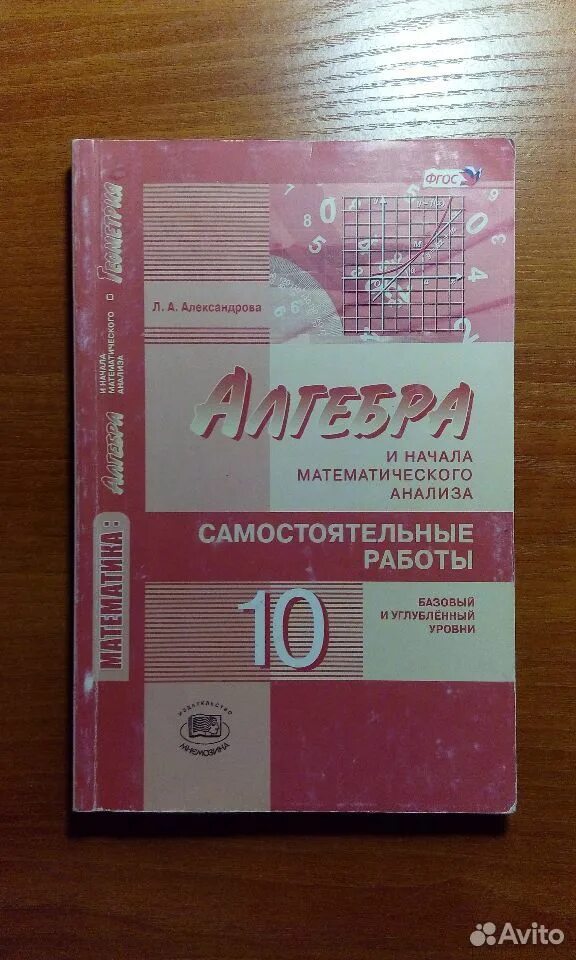 ФГОС
Л. А. Александрова
АЛГЕБРА
И НАЧАЛА
МАТЕМАТИЧЕСКОГО
АНАЛИЗА
САМОСТОЯТЕЛЬНЫЕ
РАБОТЫ
10
БАЗОВЫЙ
И УГЛУБЛЁННЫЙ
УРОВНИ
ИЗДАТЕЛЬСТВО
МНЕМОЗИНА
МАТЕМАТИКА:
АЛГЕБРА
И НАЧАЛА
МАТЕМАТИЧЕСКОГО
АНАЛИЗА
ГЕОМЕТРИЯ
Avito